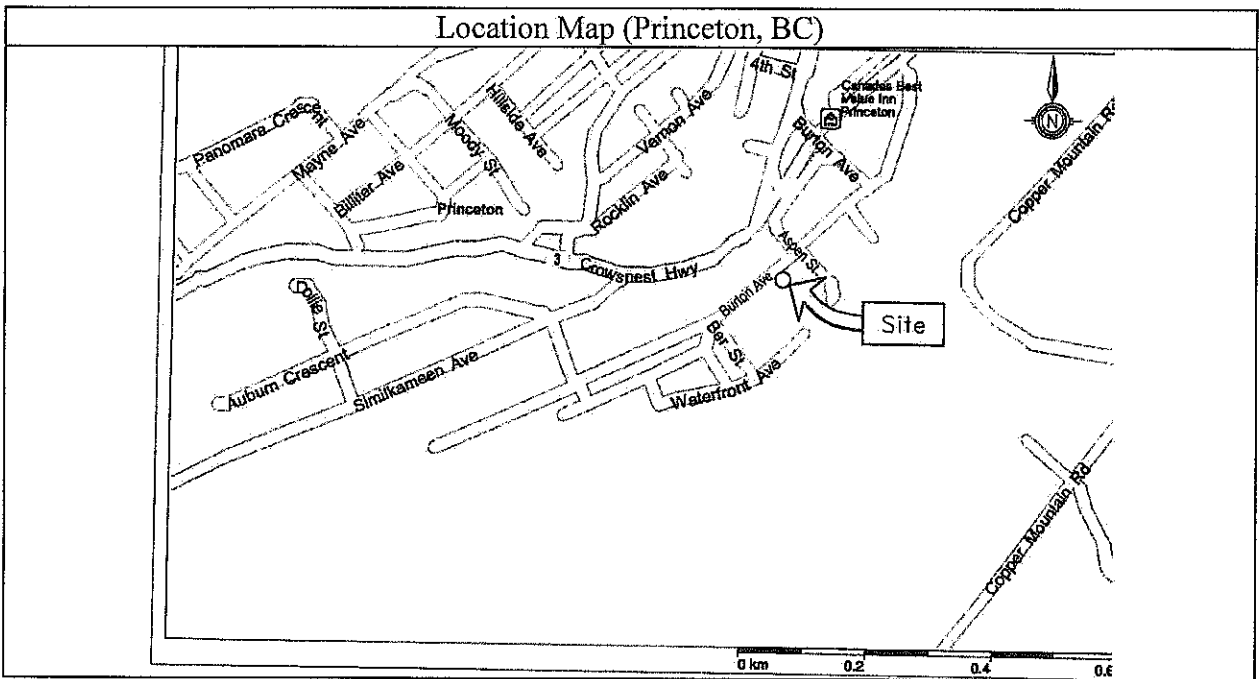 Location Map (Princeton, BC)
4th St
Canadas Best
Value Inn
Princeton
N
Panomara Crescent
Mayne Ave
Hillside Ave
Moody St
Vernon Ave
Burton Ave
Copper Mountain Rd
Billiter Ave
Princeton
Rocklin Ave
Aspen St.
3
Crowsnest Hwy
Burton Ave
Dollie St
Site
Ber St
Auburn Crescent
Similkameen Ave
Waterfront Ave
Copper Mountain Rd
0 km
0.2
0.4
0.6